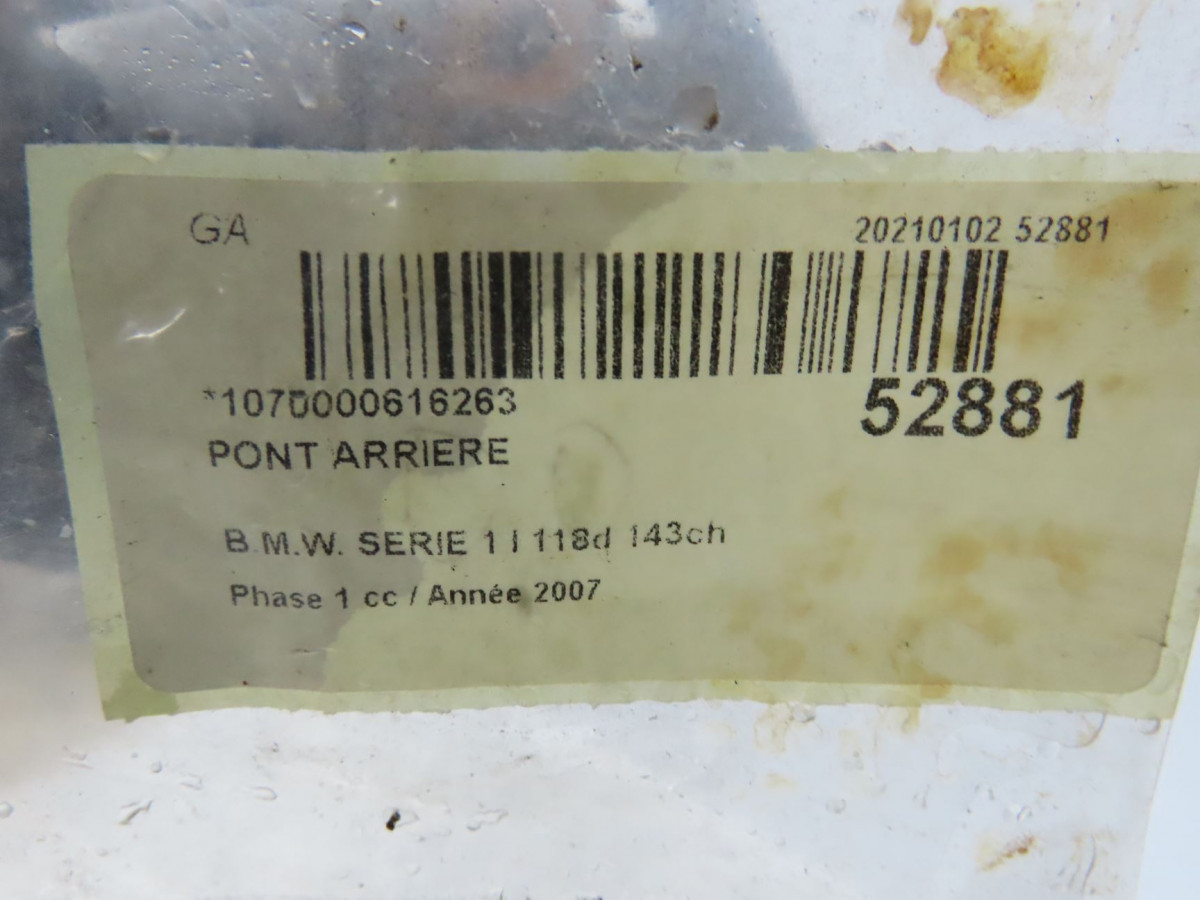 GA 20210102 52881
*1070000616263 52881
PONT ARRIERE
B.M.W. SERIE 1 I 118d 143ch
Phase 1 cc / Année 2007